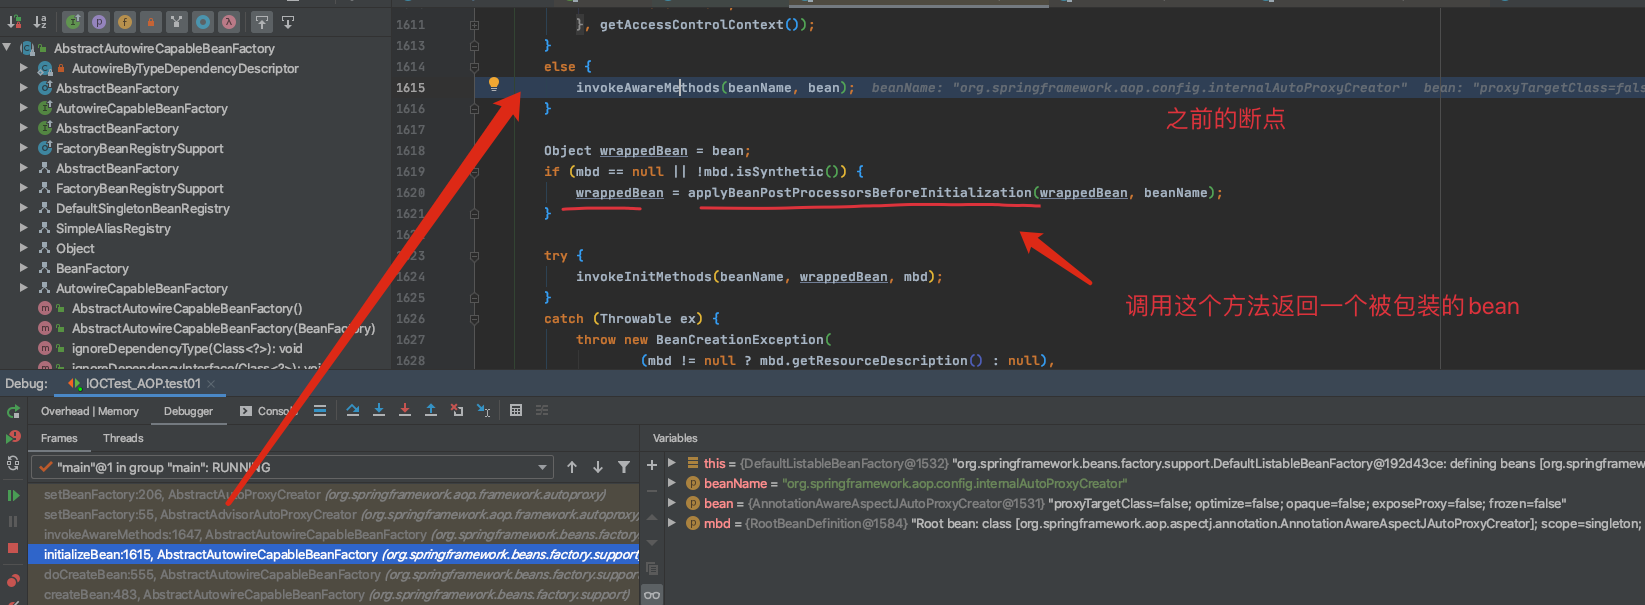 AbstractAutowireCapableBeanFactory
AutowireByTypeDependencyDescriptor
AbstractBeanFactory
AutowireCapableBeanFactory
AbstractBeanFactory
FactoryBeanRegistrySupport
AbstractBeanFactory
FactoryBeanRegistrySupport
DefaultSingletonBeanRegistry
SimpleAliasRegistry
Object
BeanFactory
AutowireCapableBeanFactory
AbstractAutowireCapableBeanFactory()
AbstractAutowireCapableBeanFactory(BeanFactory)
ignoreDependencyType(Class<?>): void
ignoreDependencyInterface(Class<?>): void
1611 }, getAccessControlContext());
1613 }
1614 else {
1615 invokeAwareMethods(beanName, bean); beanName: "org.springframework.aop.config.internalAutoProxyCreator" bean: "proxyTargetClass=fals
1616 }
之前的断点
1617
1618 Object wrappedBean = bean;
1619 if (mbd == null || !mbd.isSynthetic()) {
1620 wrappedBean = applyBeanPostProcessorsBeforeInitialization(wrappedBean, beanName);
1621 }
try {
1624 invokeInitMethods(beanName, wrappedBean, mbd);
1625 }
调用这个方法返回一个被包装的bean
1626 catch (Throwable ex) {
1627 throw new BeanCreationException(
1628 (mbd != null ? mbd.getResourceDescription() : null),
Debug: IOCTest_AOP.test01
Overhead | Memory Debugger Console
Frames Threads
"main"@1 in group "main": RUNNING
setBeanFactory:206, AbstractAutoProxyCreator (org.springframework.aop.framework.autoproxy)
setBeanFactory:55, AbstractAdvisorAutoProxyCreator (org.springframework.aop.framework.autoproxy
invokeAwareMethods:1647, AbstractAutowireCapableBeanFactory (org.springframework.beans.factory.
initializeBean:1615, AbstractAutowireCapableBeanFactory (org.springframework.beans.factory.support
doCreateBean:555, AbstractAutowireCapableBeanFactory (org.springframework.beans.factory.suppor
createBean:483, AbstractAutowireCapableBeanFactory (org.springframework.beans.factory.support)
Variables
this = {DefaultListableBeanFactory@1532} "org.springframework.beans.factory.support.DefaultListableBeanFactory@192d43ce: defining beans [org.springframew
beanName = "org.springframework.aop.config.internalAutoProxyCreator"
bean = {AnnotationAwareAspectJAutoProxyCreator@1531} "proxyTargetClass=false; optimize=false; opaque=false; exposeProxy=false; frozen=false"
mbd = {RootBeanDefinition@1584} "Root bean: class [org.springframework.aop.aspectj.annotation.AnnotationAwareAspectJAutoProxyCreator]; scope=singleton;